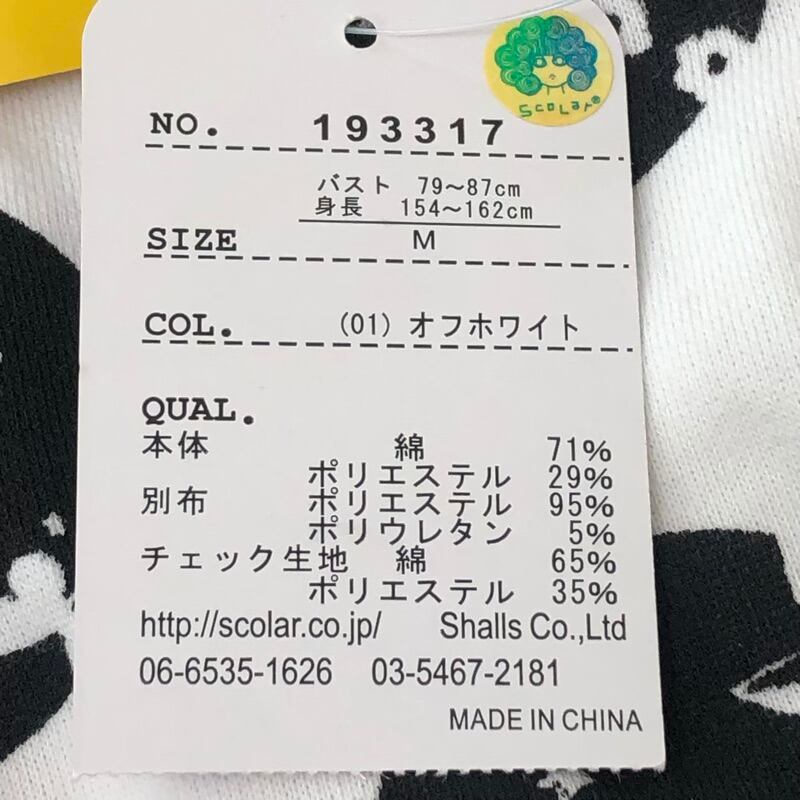 ScoLar®
NO. 193317
バスト 79～87cm
身長 154～162cm
SIZE M
COL. (01) オフホワイト
QUAL.
本体 綿 71%
ポリエステル 29%
別布 ポリエステル 95%
ポリウレタン 5%
チェック生地 綿 65%
ポリエステル 35%
http://scolar.co.jp/ Shalls Co.,Ltd
06-6535-1626 03-5467-2181
MADE IN CHINA